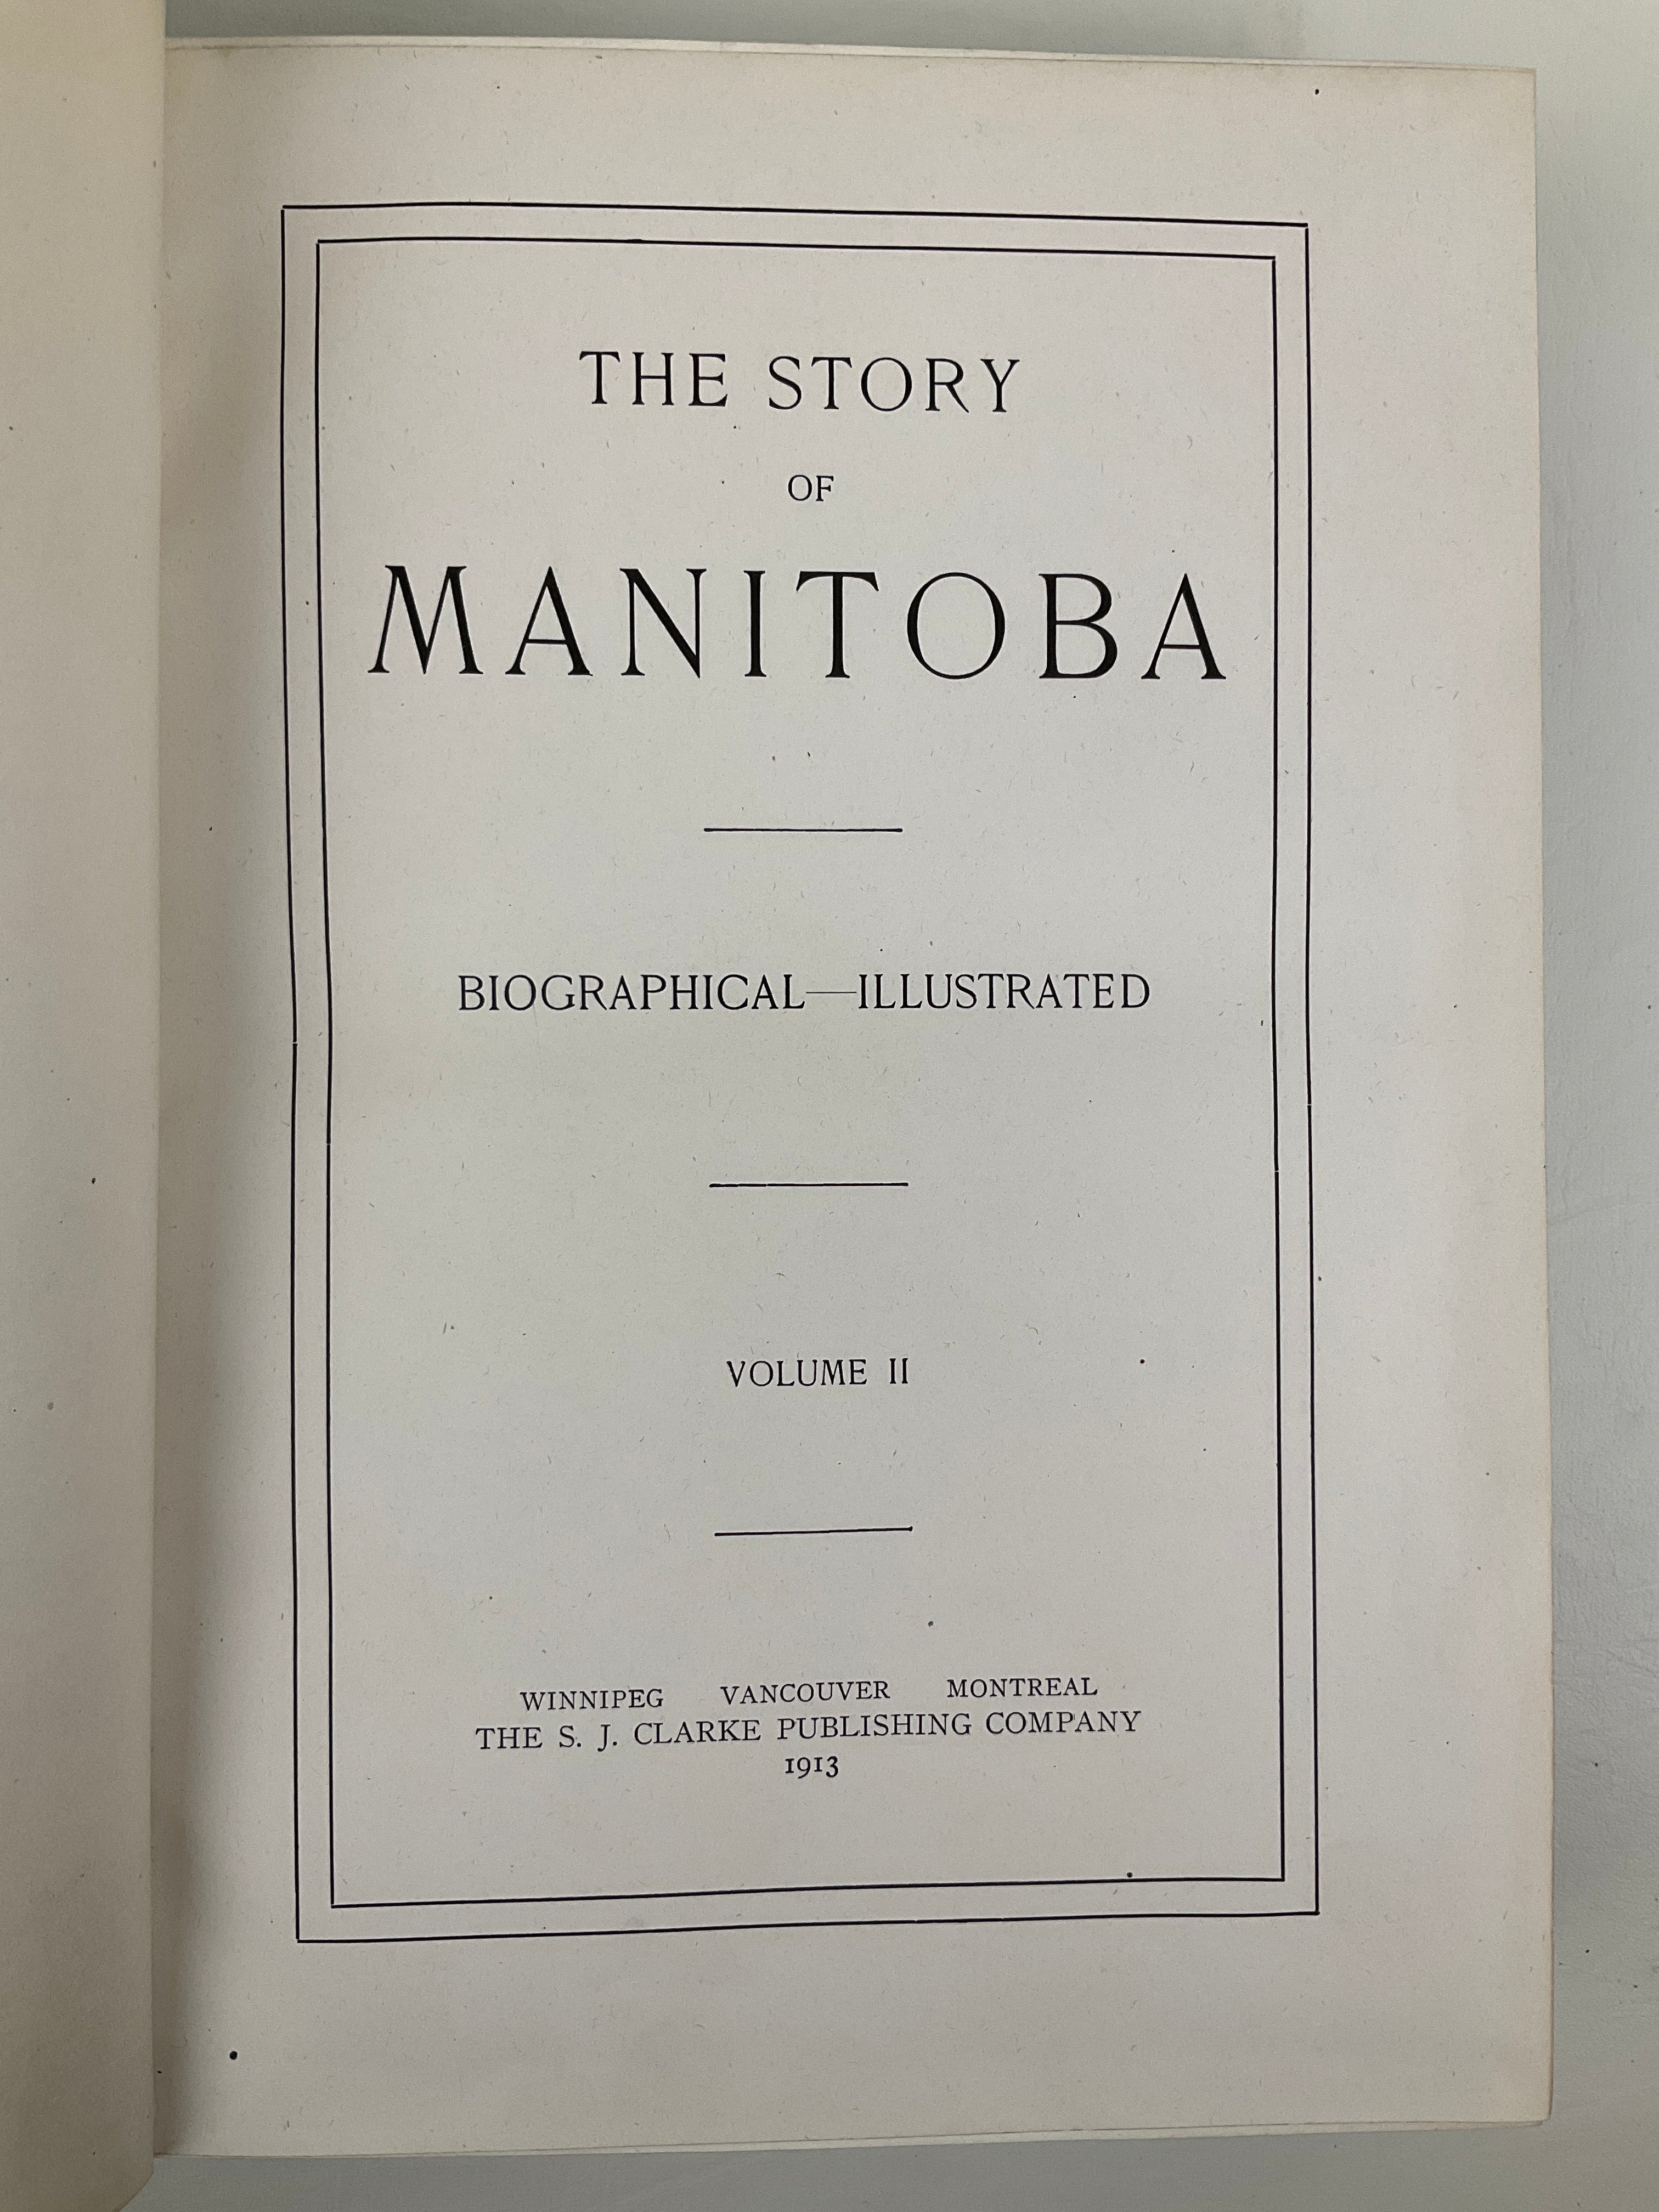 THE STORY
OF
MANITOBA
BIOGRAPHICAL—ILLUSTRATED
VOLUME II
WINNIPEG VANCOUVER MONTREAL
THE S. J. CLARKE PUBLISHING COMPANY
1913